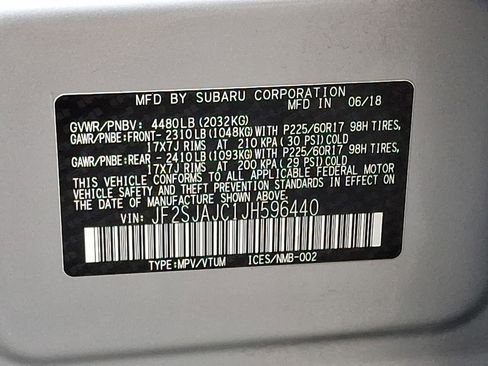 MFD BY SUBARU CORPORATION
IN 06/18
GVWR/PNBV: 4480LB (2032KG)
GAWR/PNBE:FRONT- 2310LB(1048KG)WITH P225/60R17 98H TIRES,
17x7J RIMS AT 210 KPA ( 30 PSI) COLD
GAWR/PNBE:REAR - 2410LB(1093KG)WITH P225/60R17 98H TIRES,
17x7J RIMS AT 200 KPA ( 29 PSI) COLD
THIS VEHICLE CONFORMS TO ALL APPLICABLE FEDERAL MOTOR
VEHICLE SAFETY, BUMPER, AND THEFT PREVENTION STANDARDS IN EFFECT ON
THE DATE OF MANUFACTURE SHOWN ABOVE.
VIN: JF2SJAJC1JH596440
TYPE:MPV/VTUM ICES/NMB-002